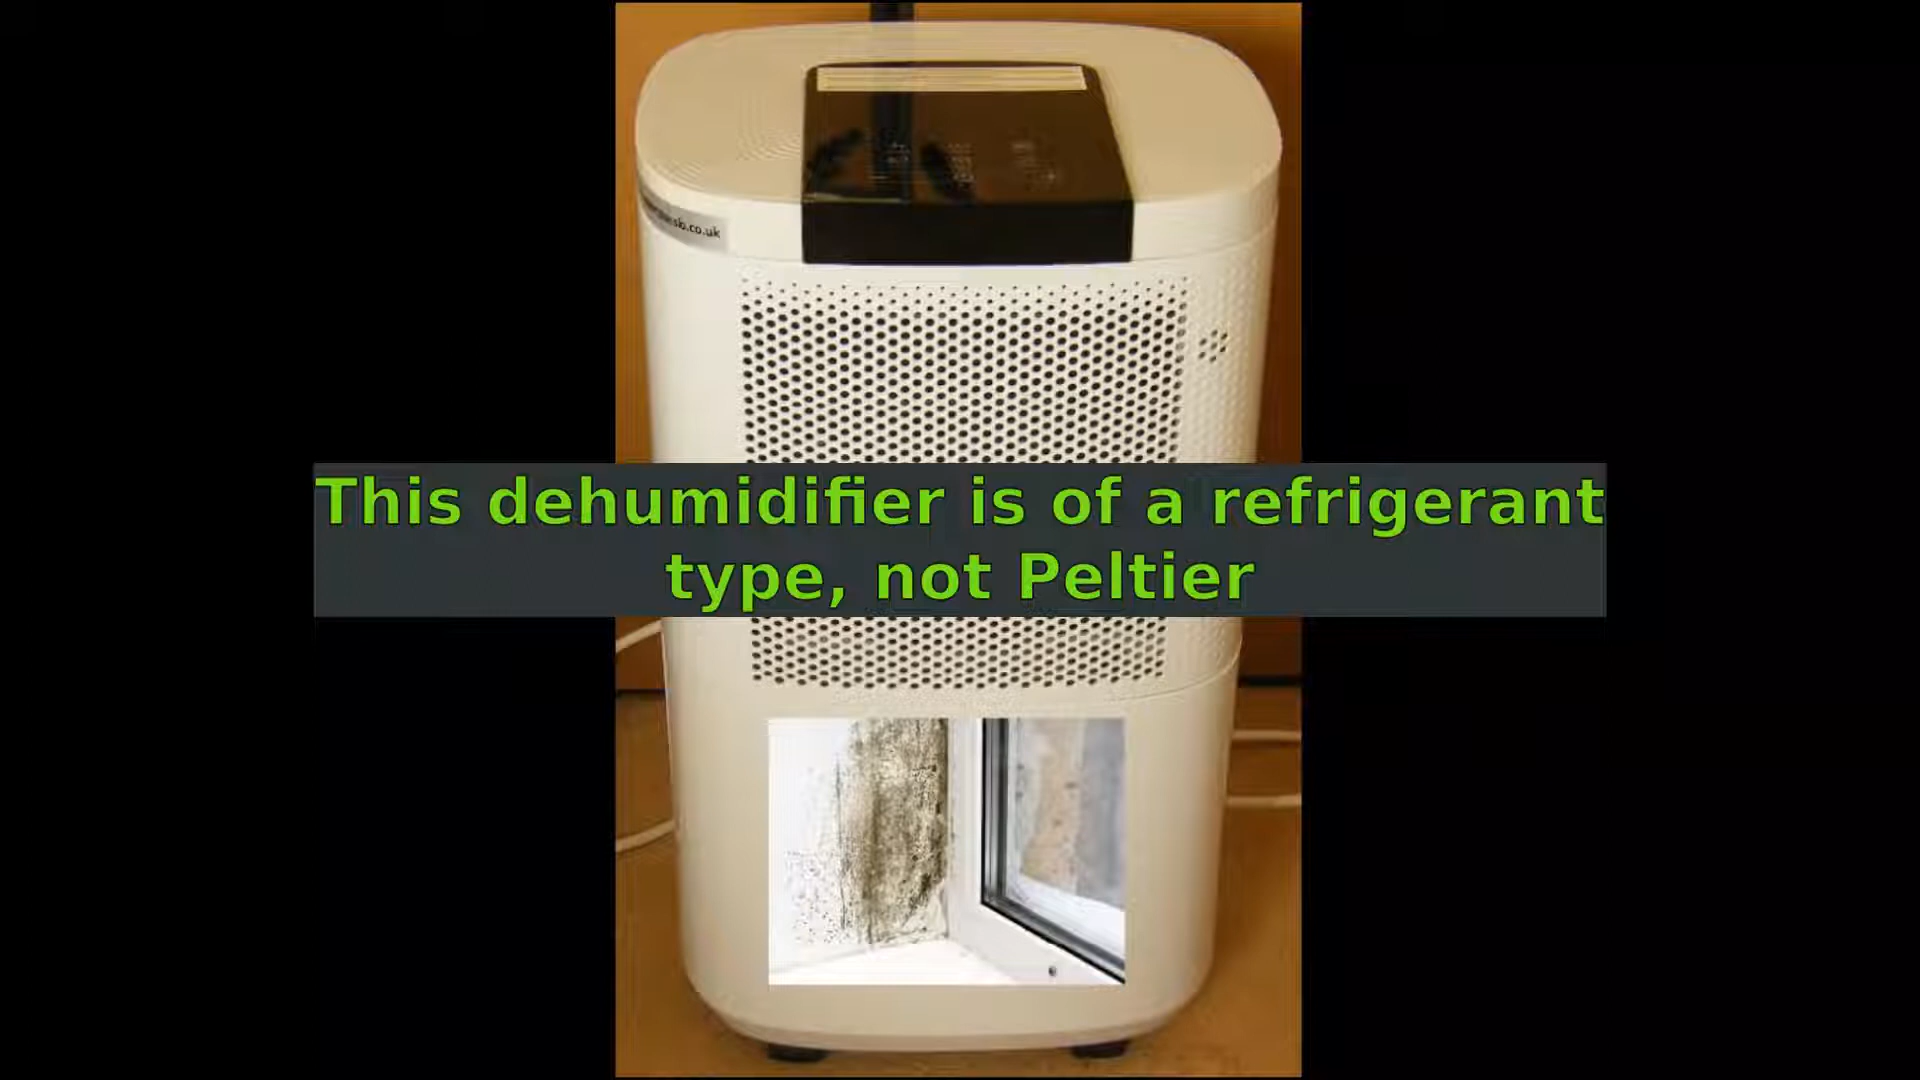 This dehumidifier is of a refrigerant
type, not Peltier